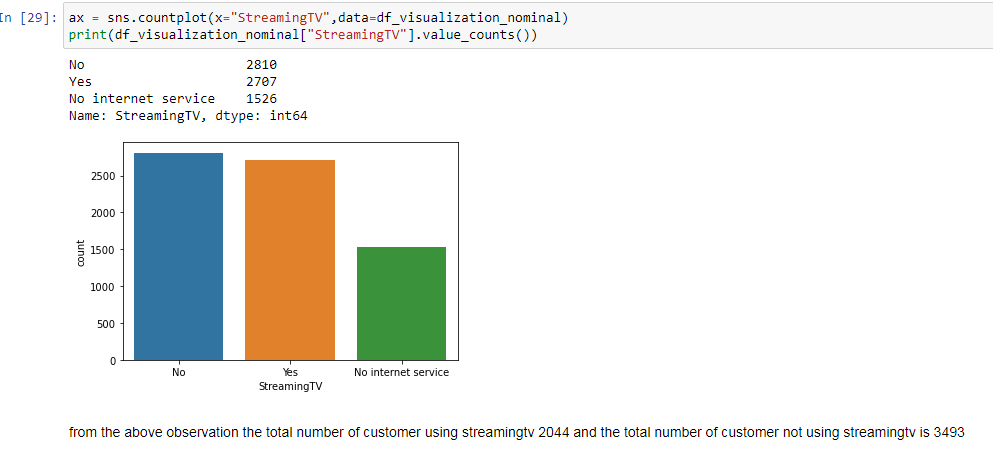 In [29]:
ax = sns.countplot(x="StreamingTV",data=df_visualization_nominal)
print(df_visualization_nominal["StreamingTV"].value_counts())
No 2810
Yes 2707
No internet service 1526
Name: StreamingTV, dtype: int64
2500
2000
1500
1000
500
0
count
No Yes No internet service
StreamingTV
from the above observation the total number of customer using streamingtv 2044 and the total number of customer not using streamingtv is 3493